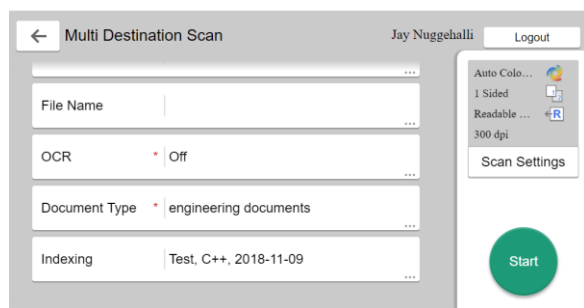 Multi Destination Scan
Jay Nuggehalli
Logout
...
File Name
...
OCR * Off
...
Document Type * engineering documents
...
Indexing Test, C++, 2018-11-09
...
Auto Colo...
1 Sided
Readable ...
300 dpi
Scan Settings
Start